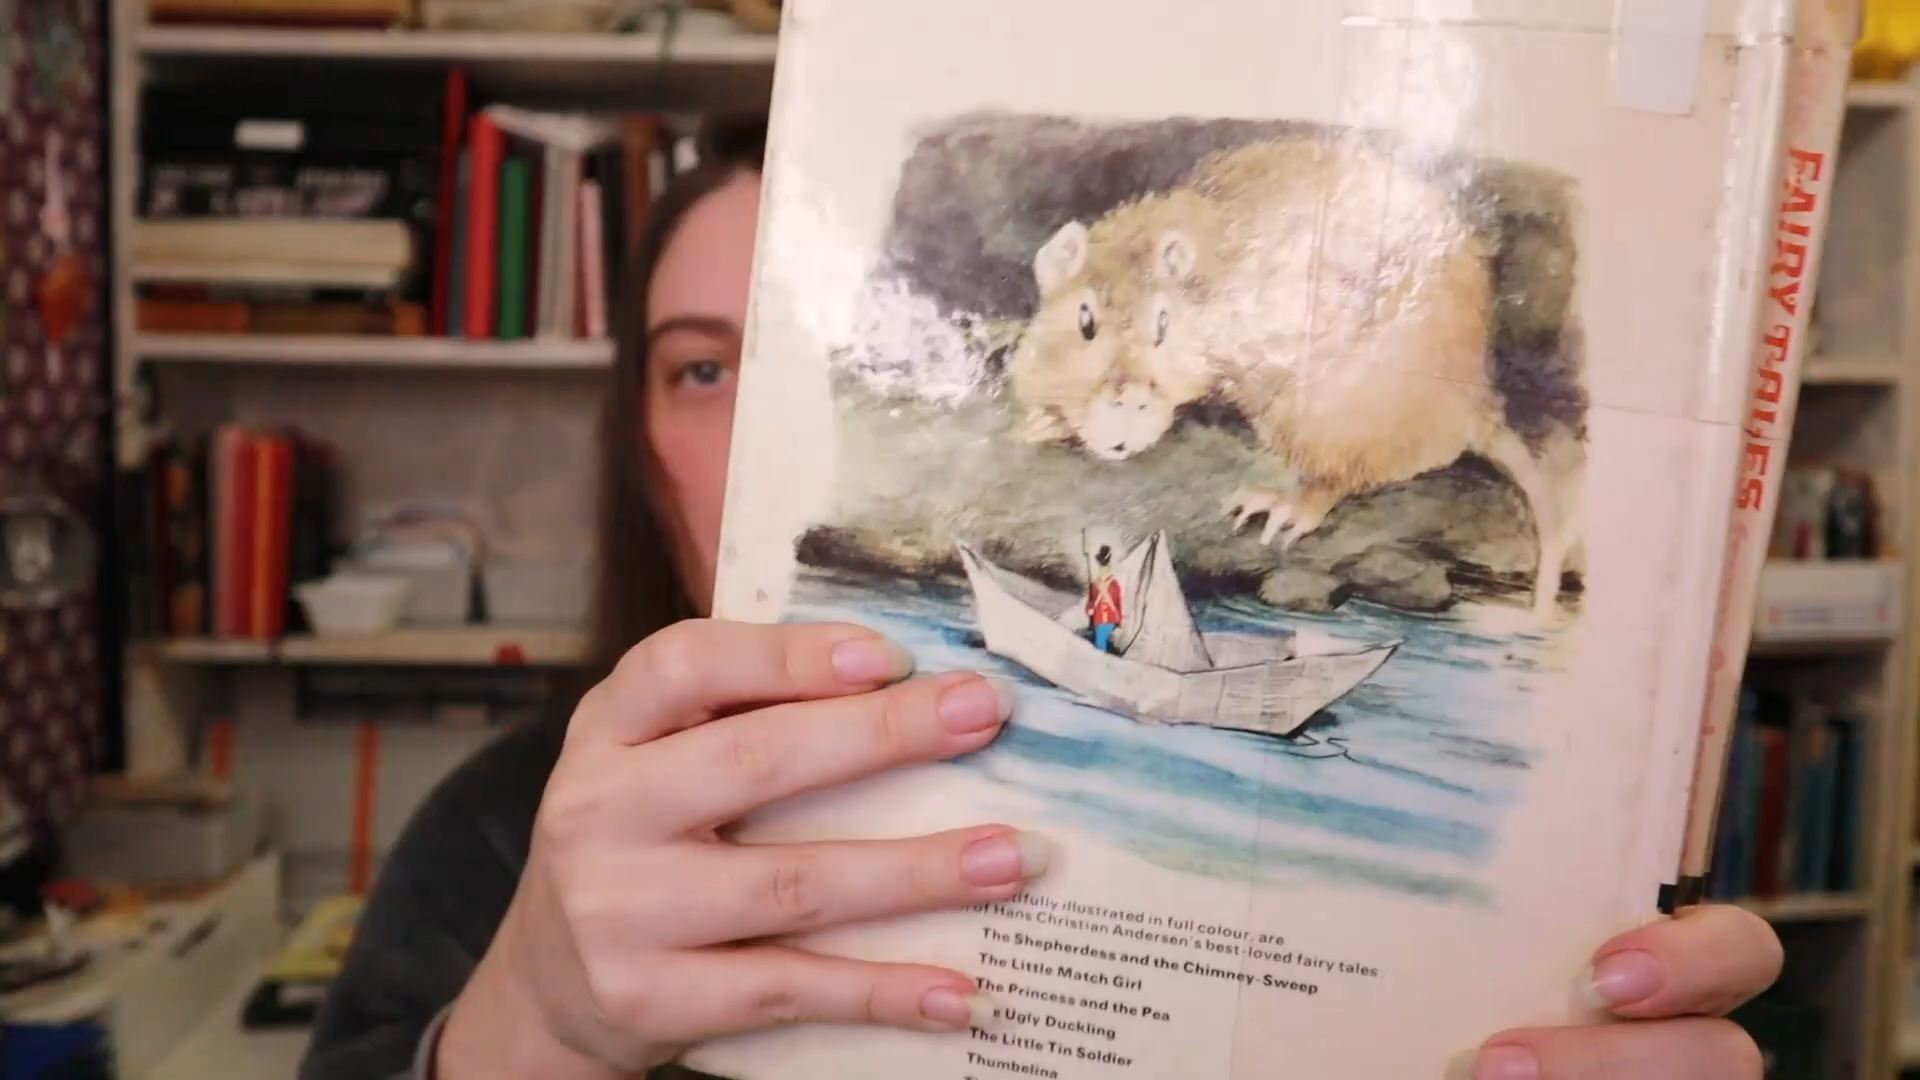 FAIRY TALES
illustrated in full colour, are
of Hans Christian Andersen's best-loved fairy tales:
The Shepherdess and the Chimney-Sweep
The Little Match Girl
The Princess and the Pea
Ugly Duckling
The Little Tin Soldier
Thumbelina